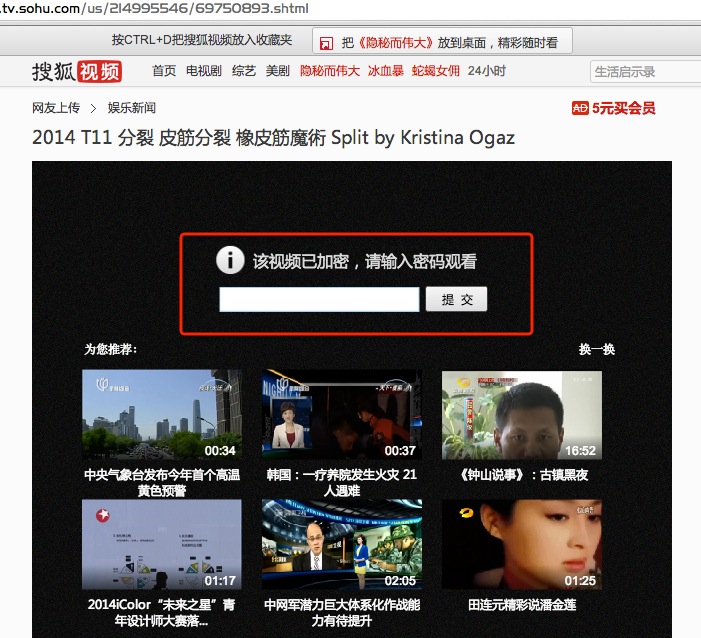 .tv.sohu.com/us/214995546/69750893.shtml
按CTRL+D把搜狐视频放入收藏夹
把《隐秘而伟大》放到桌面，精彩随时看
搜狐视频
首页 电视剧 综艺 美剧 隐秘而伟大 冰血暴 蛇蝎女佣 24小时
生活启示录
网友上传 > 娱乐新闻
AD 5元买会员
2014 T11 分裂 皮筋分裂 橡皮筋魔術 Split by Kristina Ogaz
该视频已加密，请输入密码观看
提 交
为您推荐：
换一换
00:34
00:37
16:52
中央气象台发布今年首个高温
黄色预警
韩国：一疗养院发生火灾 21
人遇难
《钟山说事》：古镇黑夜
01:17
02:05
01:25
2014iColor“未来之星”青
年设计师大赛落...
中网军潜力巨大体系化作战能
力有待提升
田连元精彩说潘金莲